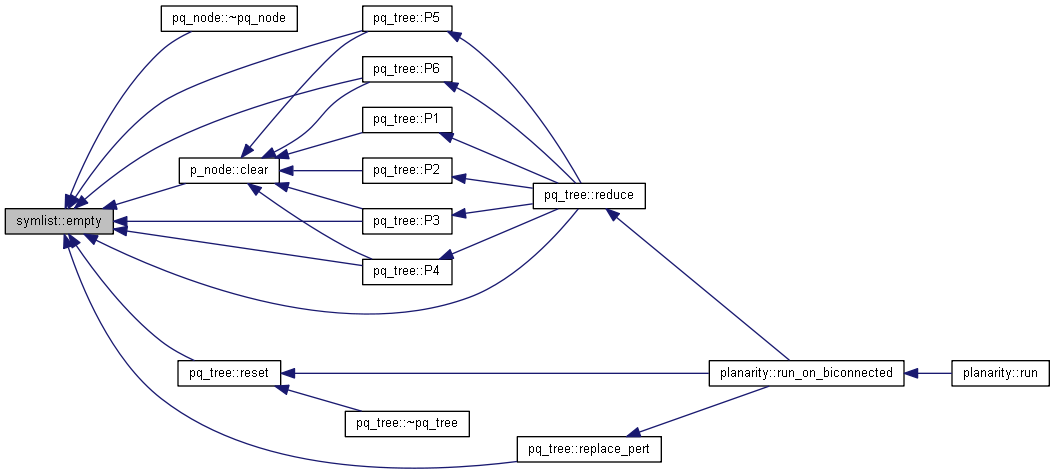 pq_node::~pq_node
pq_tree::P5
pq_tree::P6
pq_tree::P1
p_node::clear
pq_tree::P2
pq_tree::reduce
symlist::empty
pq_tree::P3
pq_tree::P4
pq_tree::reset
planarity::run_on_biconnected
planarity::run
pq_tree::~pq_tree
pq_tree::replace_pert